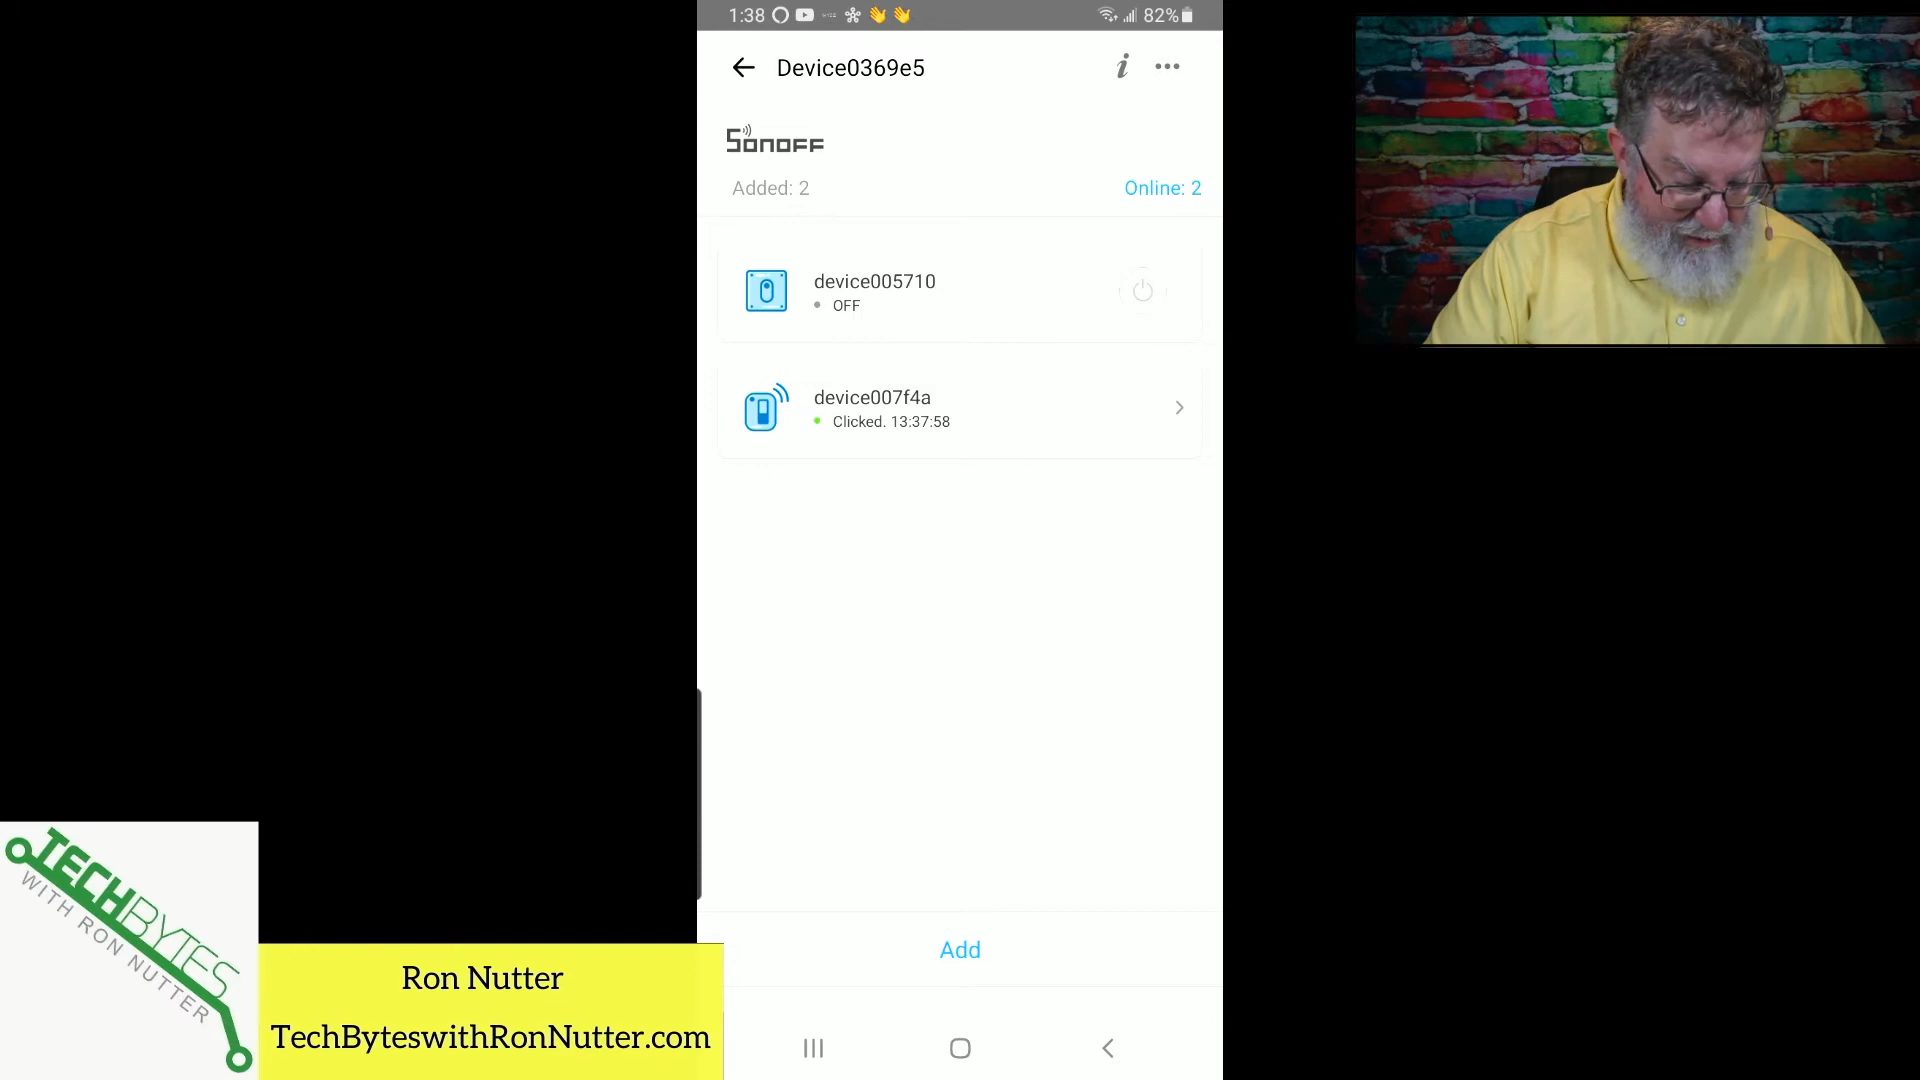 1:38
82%
Device0369e5
i
SONOFF
Added: 2
Online: 2
device005710
OFF
device007f4a
Clicked. 13:37:58
Add
TECHBYTES
WITH RON NUTTER
Ron Nutter
TechByteswithRonNutter.com